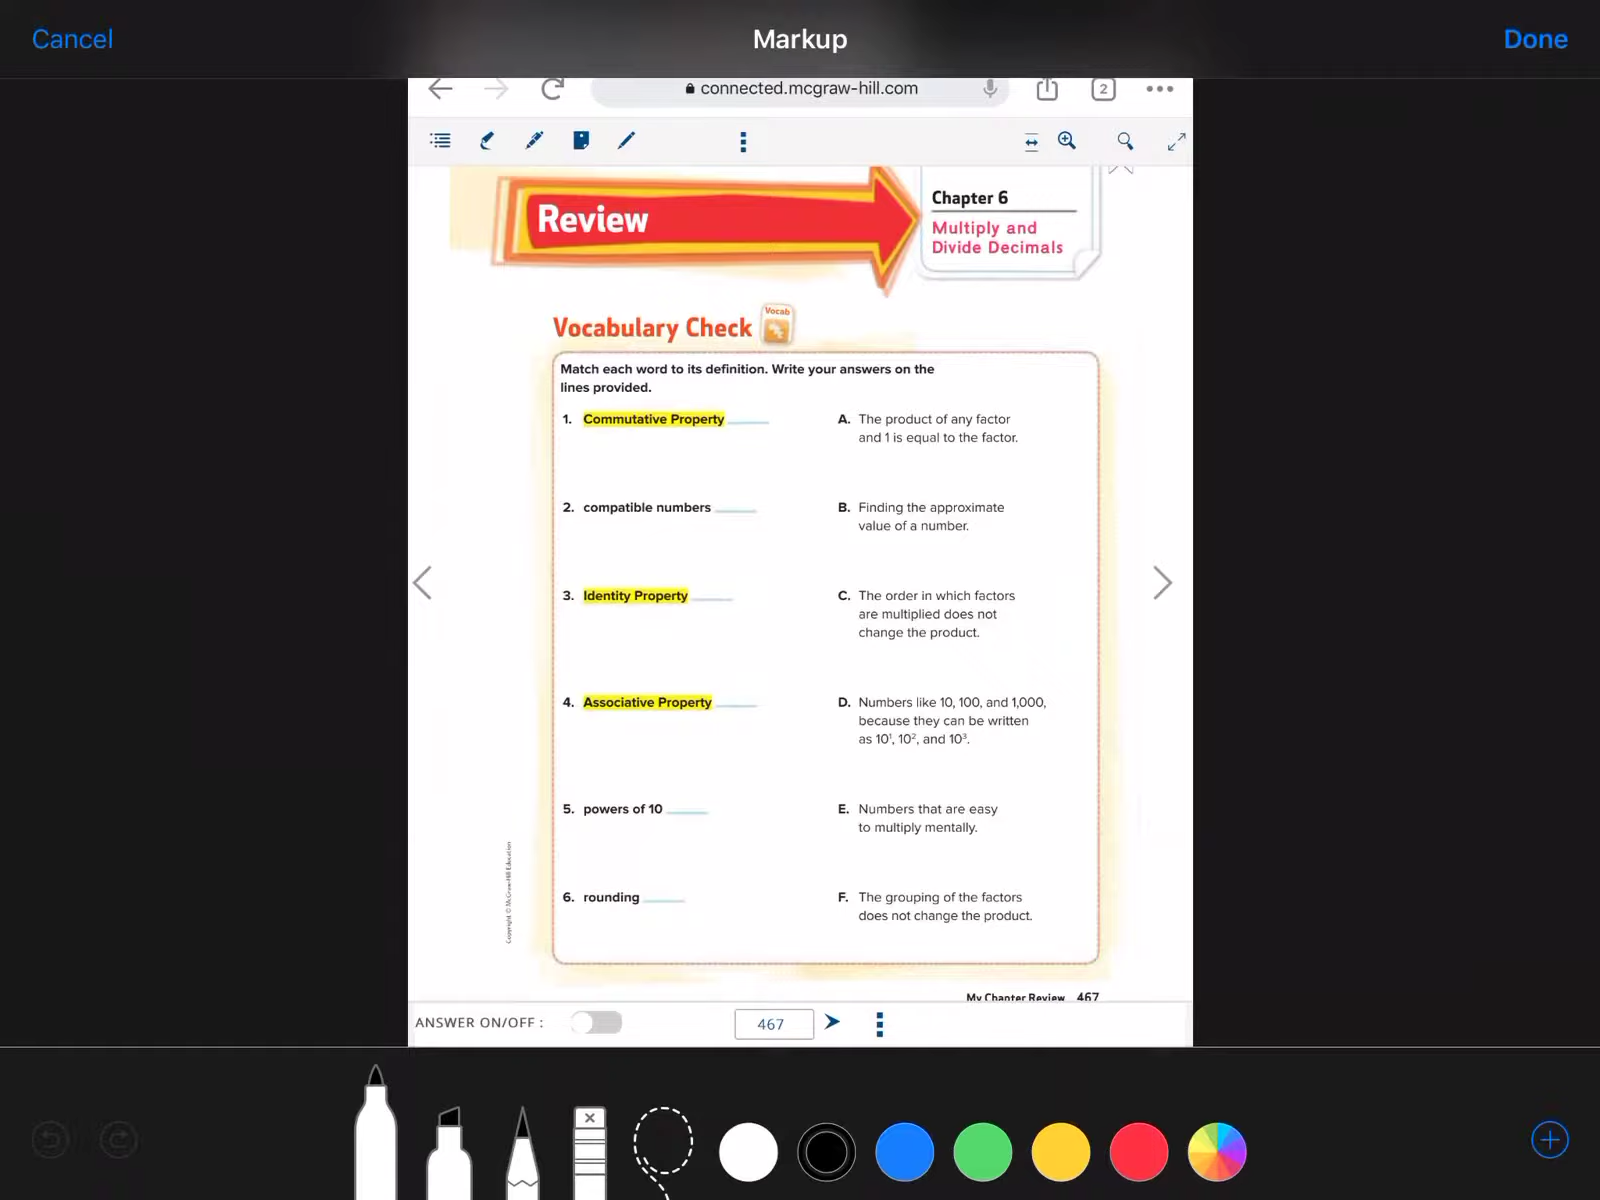 Cancel
Markup
Done
connected.mcgraw-hill.com
2
Review
Chapter 6
Multiply and
Divide Decimals
Vocabulary Check
Vocab
Match each word to its definition. Write your answers on the
lines provided.
1. Commutative Property
A. The product of any factor
and 1 is equal to the factor.
2. compatible numbers
B. Finding the approximate
value of a number.
3. Identity Property
C. The order in which factors
are multiplied does not
change the product.
4. Associative Property
D. Numbers like 10, 100, and 1,000,
because they can be written
as 10¹, 10², and 10³.
5. powers of 10
E. Numbers that are easy
to multiply mentally.
6. rounding
F. The grouping of the factors
does not change the product.
Copyright © McGraw-Hill Education
My Chapter Review 467
ANSWER ON/OFF :
467